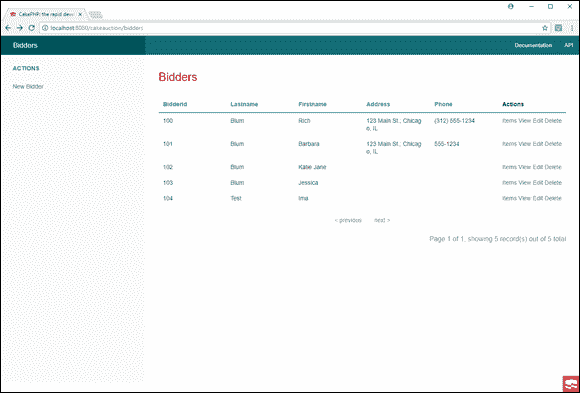 CakePHP: the rapid deve
localhost:8080/cakeauction/bidders
Bidders
Documentation API
ACTIONS
New Bidder
Bidders
BidderId Lastname Firstname Address Phone Actions
100 Blum Rich 123 Main St., Chicag (312) 555-1234 Items View Edit Delete
o, IL
101 Blum Barbara 123 Main St., Chicag 555-1234 Items View Edit Delete
o, IL
102 Blum Katie Jane Items View Edit Delete
103 Blum Jessica Items View Edit Delete
104 Test Ima Items View Edit Delete
< previous next >
Page 1 of 1, showing 5 record(s) out of 5 total